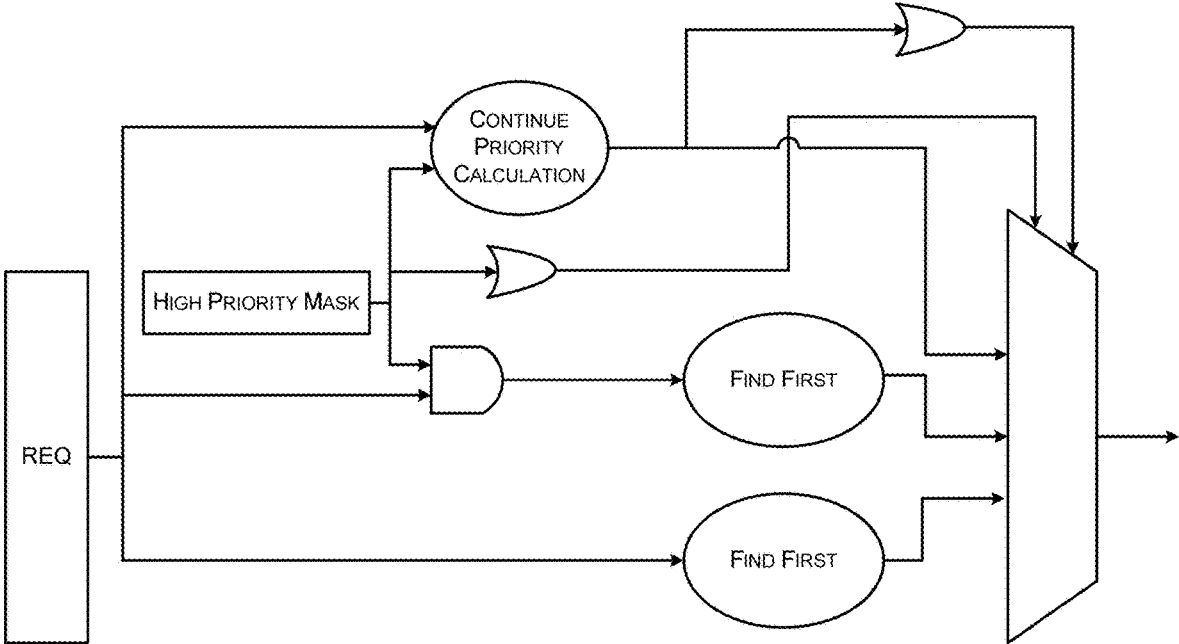 CONTINUE
PRIORITY
CALCULATION
HIGH PRIORITY MASK
FIND FIRST
REQ
FIND FIRST